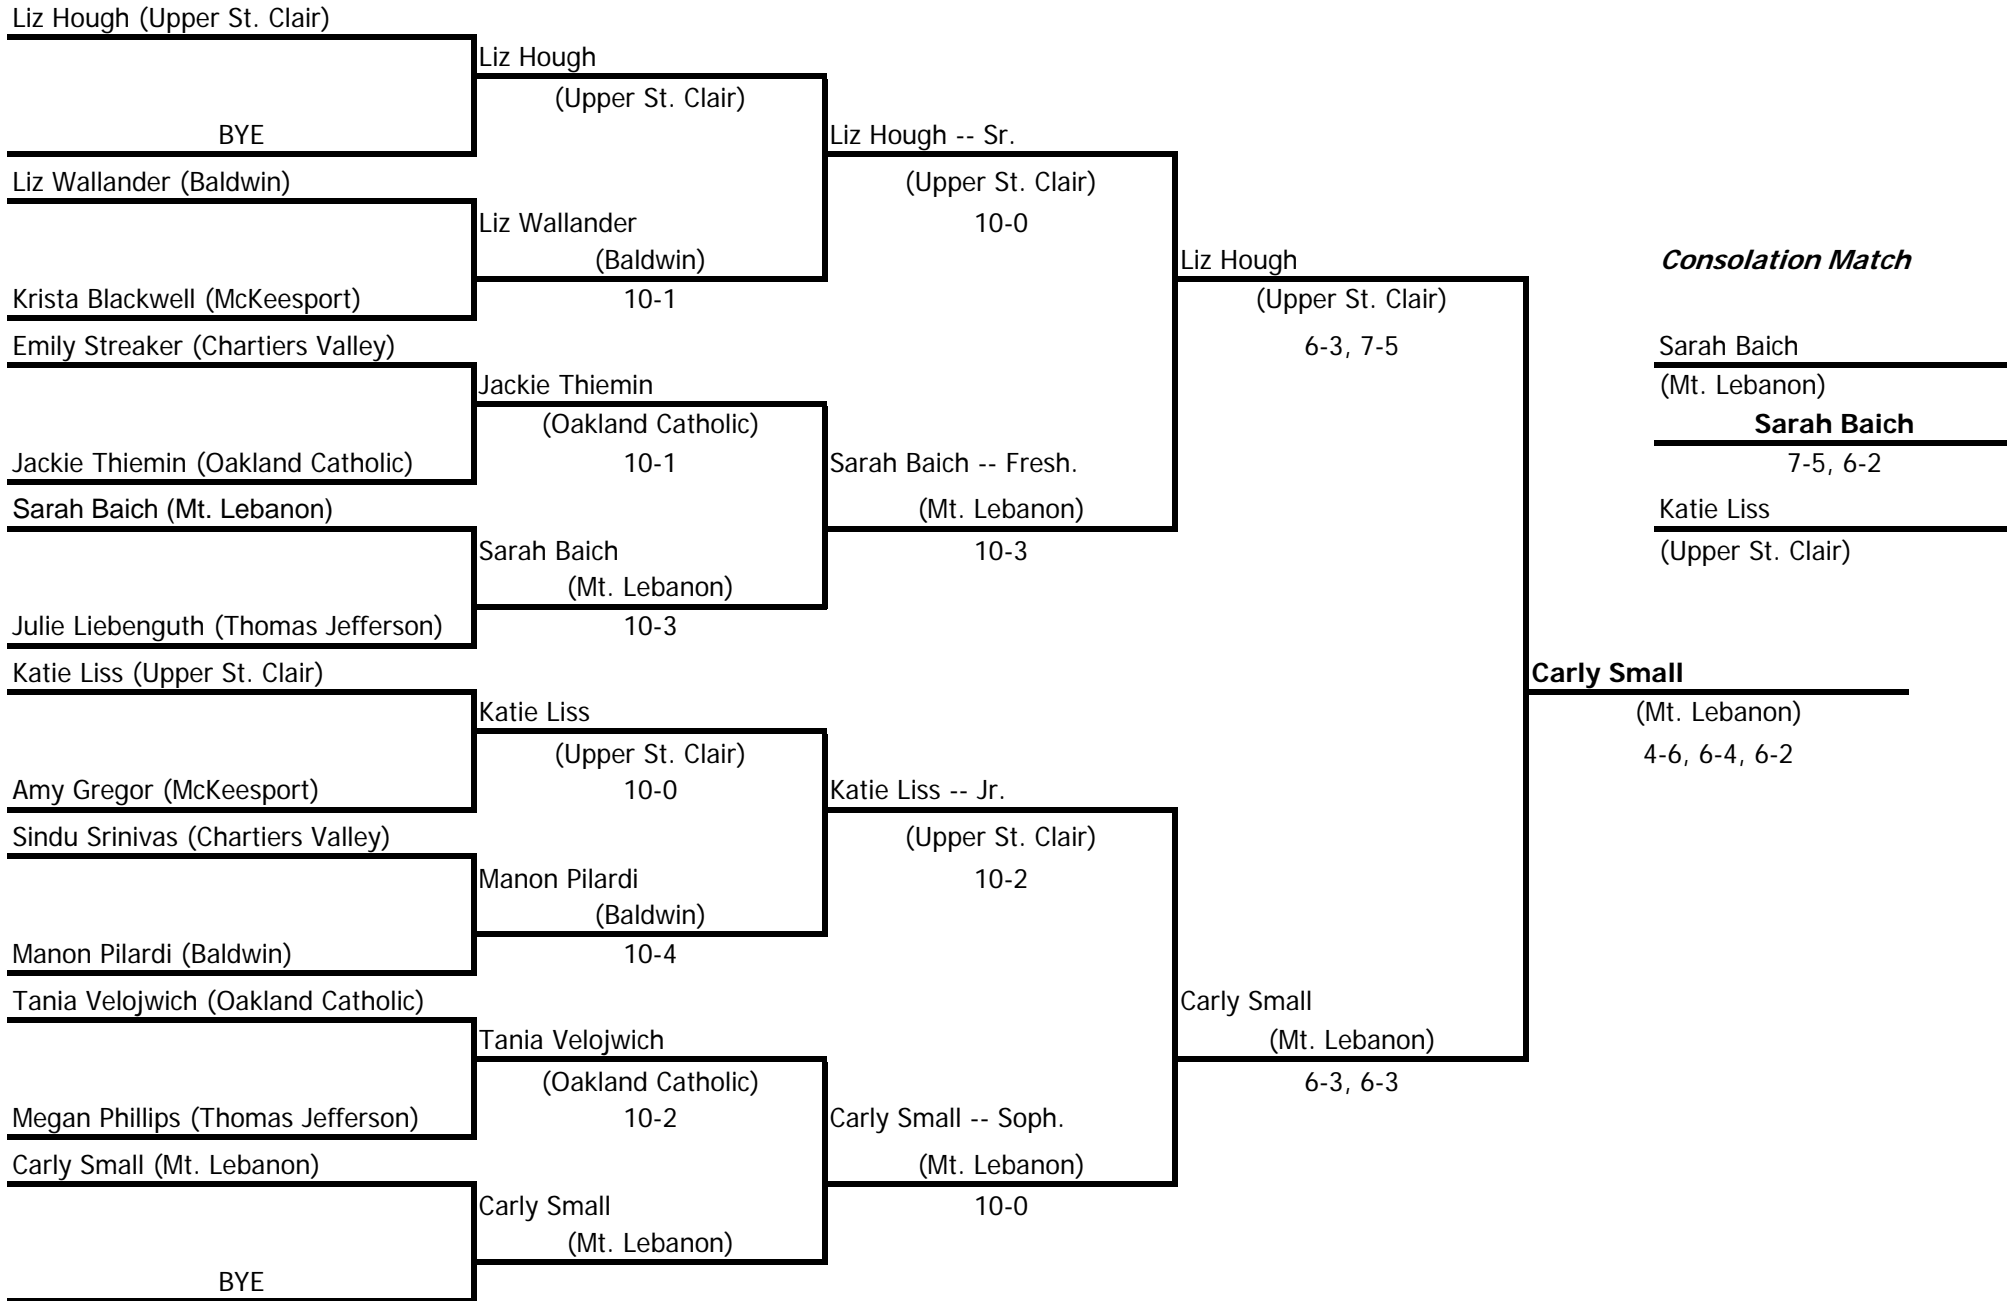 Liz Hough (Upper St. Clair)
Liz Hough
(Upper St. Clair)
BYE
Liz Hough -- Sr.
Liz Wallander (Baldwin)
(Upper St. Clair)
Liz Wallander
10-0
(Baldwin)
Liz Hough
Consolation Match
Krista Blackwell (McKeesport)
10-1
(Upper St. Clair)
Emily Streaker (Chartiers Valley)
6-3, 7-5
Sarah Baich
Jackie Thiemin
(Mt. Lebanon)
(Oakland Catholic)
Sarah Baich
Jackie Thiemin (Oakland Catholic)
10-1
Sarah Baich -- Fresh.
7-5, 6-2
Sarah Baich (Mt. Lebanon)
(Mt. Lebanon)
Katie Liss
Sarah Baich
10-3
(Upper St. Clair)
(Mt. Lebanon)
Julie Liebenguth (Thomas Jefferson)
10-3
Katie Liss (Upper St. Clair)
Carly Small
Katie Liss
(Mt. Lebanon)
(Upper St. Clair)
4-6, 6-4, 6-2
Amy Gregor (McKeesport)
10-0
Katie Liss -- Jr.
Sindu Srinivas (Chartiers Valley)
(Upper St. Clair)
Manon Pilardi
10-2
(Baldwin)
Manon Pilardi (Baldwin)
10-4
Tania Velojwich (Oakland Catholic)
Carly Small
Tania Velojwich
(Mt. Lebanon)
(Oakland Catholic)
6-3, 6-3
Megan Phillips (Thomas Jefferson)
10-2
Carly Small -- Soph.
Carly Small (Mt. Lebanon)
(Mt. Lebanon)
Carly Small
10-0
(Mt. Lebanon)
BYE